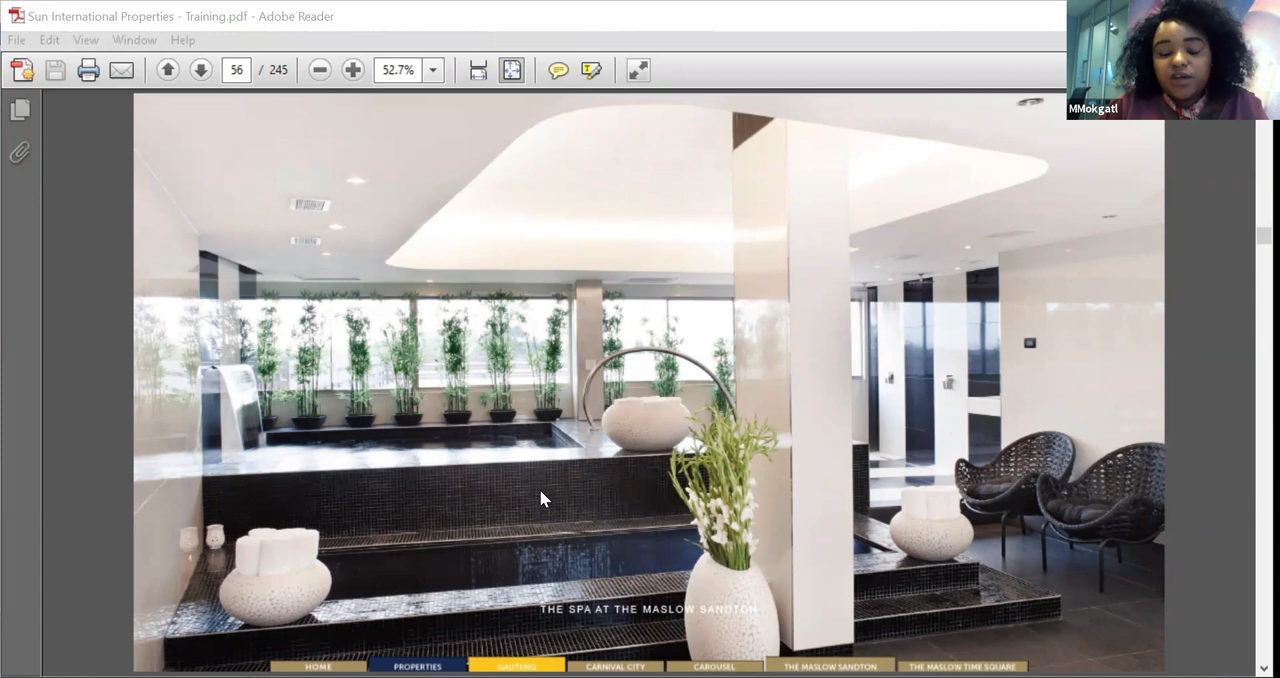 Sun International Properties - Training.pdf - Adobe Reader
File Edit View Window Help
56 / 245 52.7%
MMokgatl
THE SPA AT THE MASLOW SANDTON
HOME PROPERTIES GAUTENG CARNIVAL CITY CAROUSEL THE MASLOW SANDTON THE MASLOW TIME SQUARE